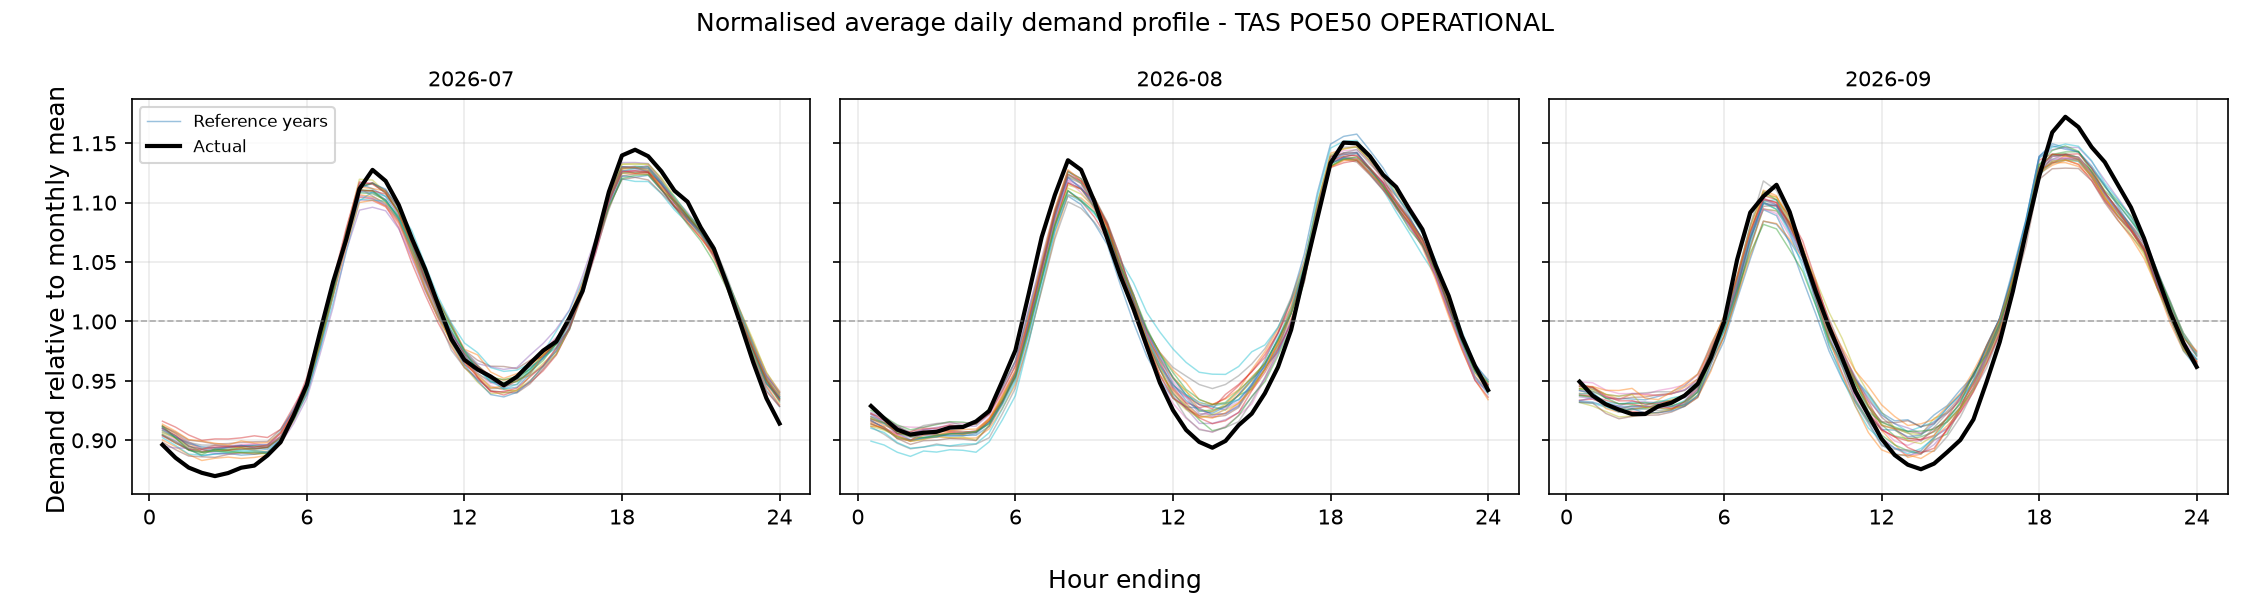 Normalised average daily demand profile - TAS POE50 OPERATIONAL
2026-07
2026-08
2026-09
Demand relative to monthly mean
Reference years
Actual
1.15
1.10
1.05
1.00
0.95
0.90
0 6 12 18 24
0 6 12 18 24
0 6 12 18 24
Hour ending